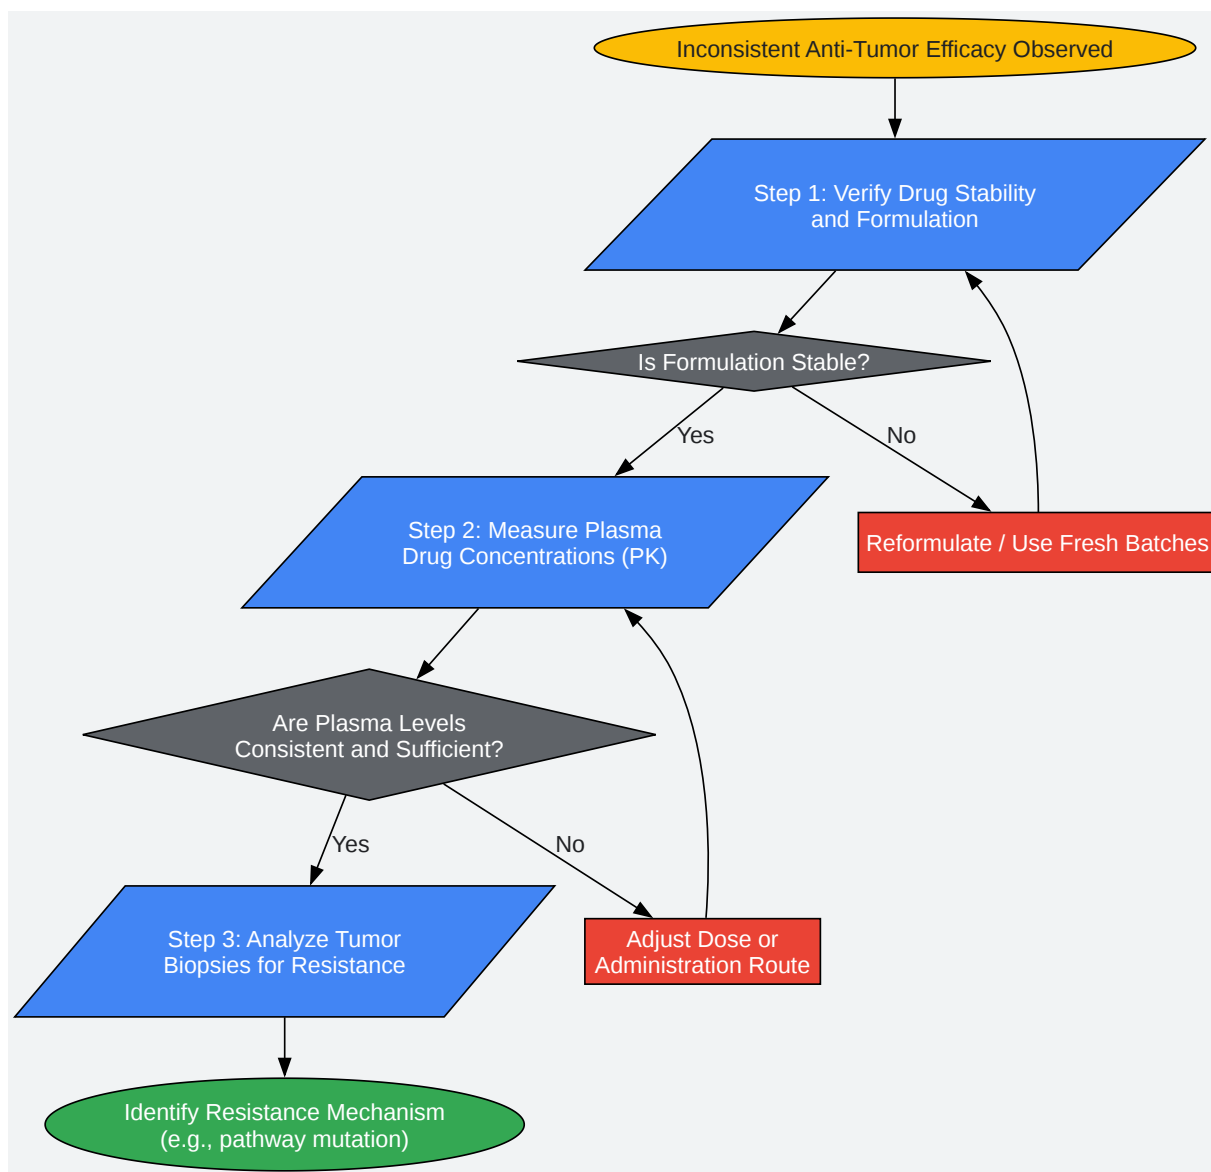 Inconsistent Anti-Tumor Efficacy Observed
Step 1: Verify Drug Stability
and Formulation
Is Formulation Stable?
Yes
No
Step 2: Measure Plasma
Drug Concentrations (PK)
Reformulate / Use Fresh Batches
Are Plasma Levels
Consistent and Sufficient?
Yes
No
Step 3: Analyze Tumor
Biopsies for Resistance
Adjust Dose or
Administration Route
Identify Resistance Mechanism
(e.g., pathway mutation)